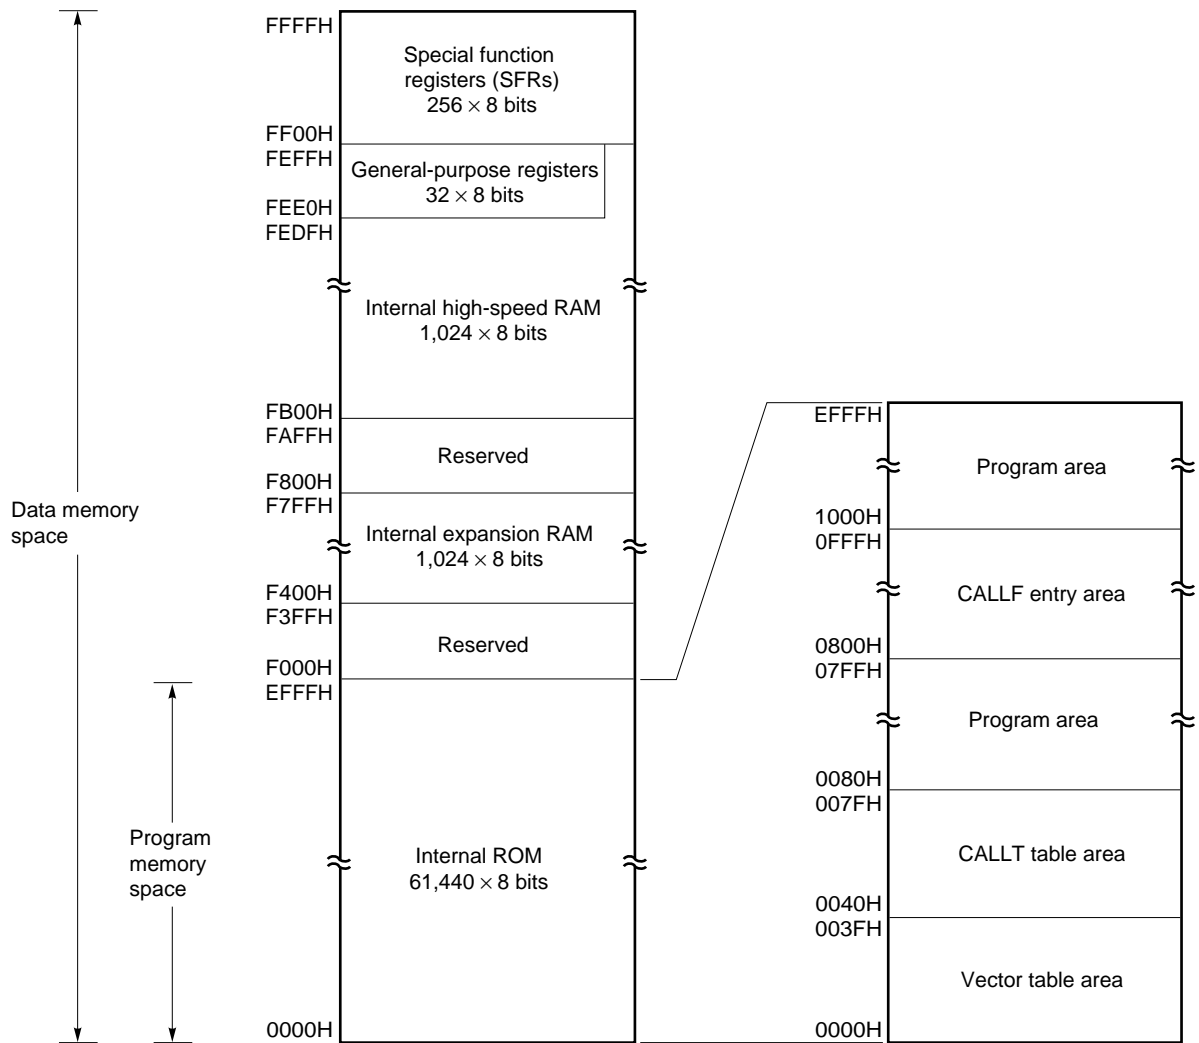 FFFFH
Special function
registers (SFRs)
256 × 8 bits
FF00H
FEFFH
General-purpose registers
32 × 8 bits
FEE0H
FEDFH
Internal high-speed RAM
1,024 × 8 bits
FB00H
FAFFH
Reserved
F800H
F7FFH
Data memory
space
Internal expansion RAM
1,024 × 8 bits
F400H
F3FFH
Reserved
F000H
EFFFH
Program
memory
space
Internal ROM
61,440 × 8 bits
0000H
EFFFH
Program area
1000H
0FFFH
CALLF entry area
0800H
07FFH
Program area
0080H
007FH
CALLT table area
0040H
003FH
Vector table area
0000H